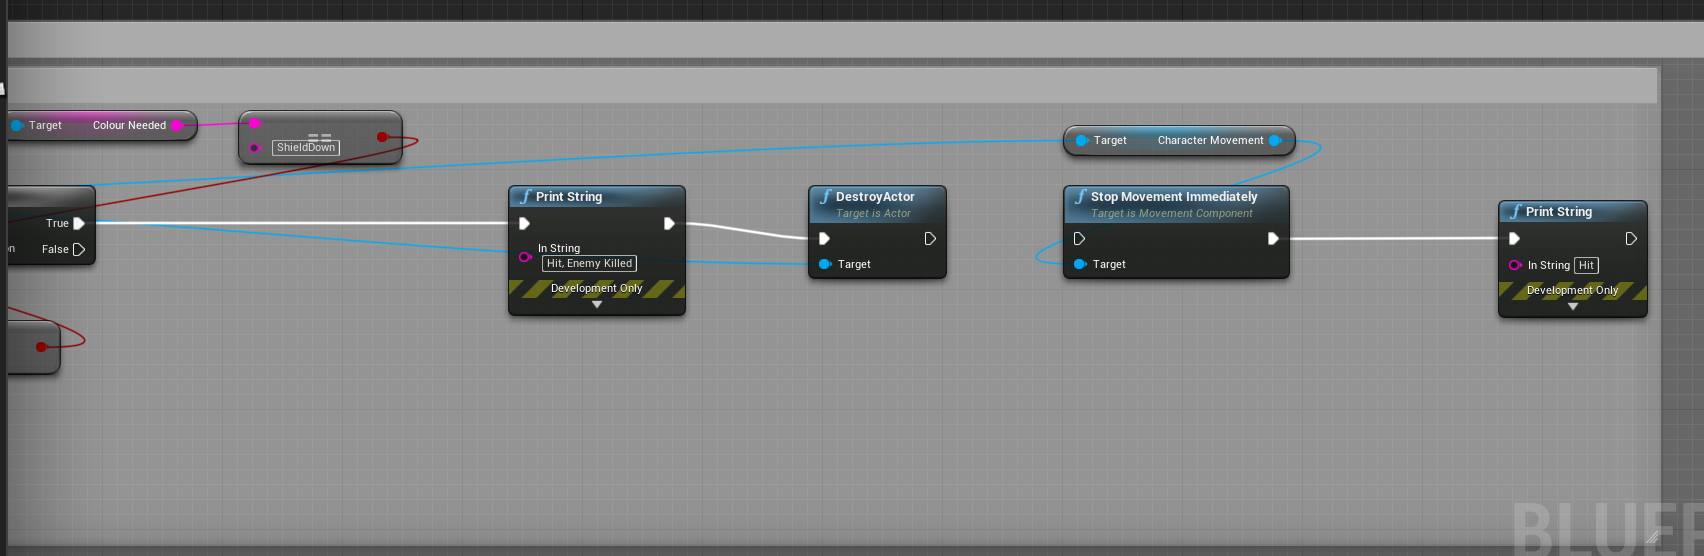 Target Colour Needed
==
ShieldDown
Target Character Movement
True
False
Print String
In String
Hit, Enemy Killed
Development Only
DestroyActor
Target is Actor
Target
Stop Movement Immediately
Target is Movement Component
Target
Print String
In String Hit
Development Only